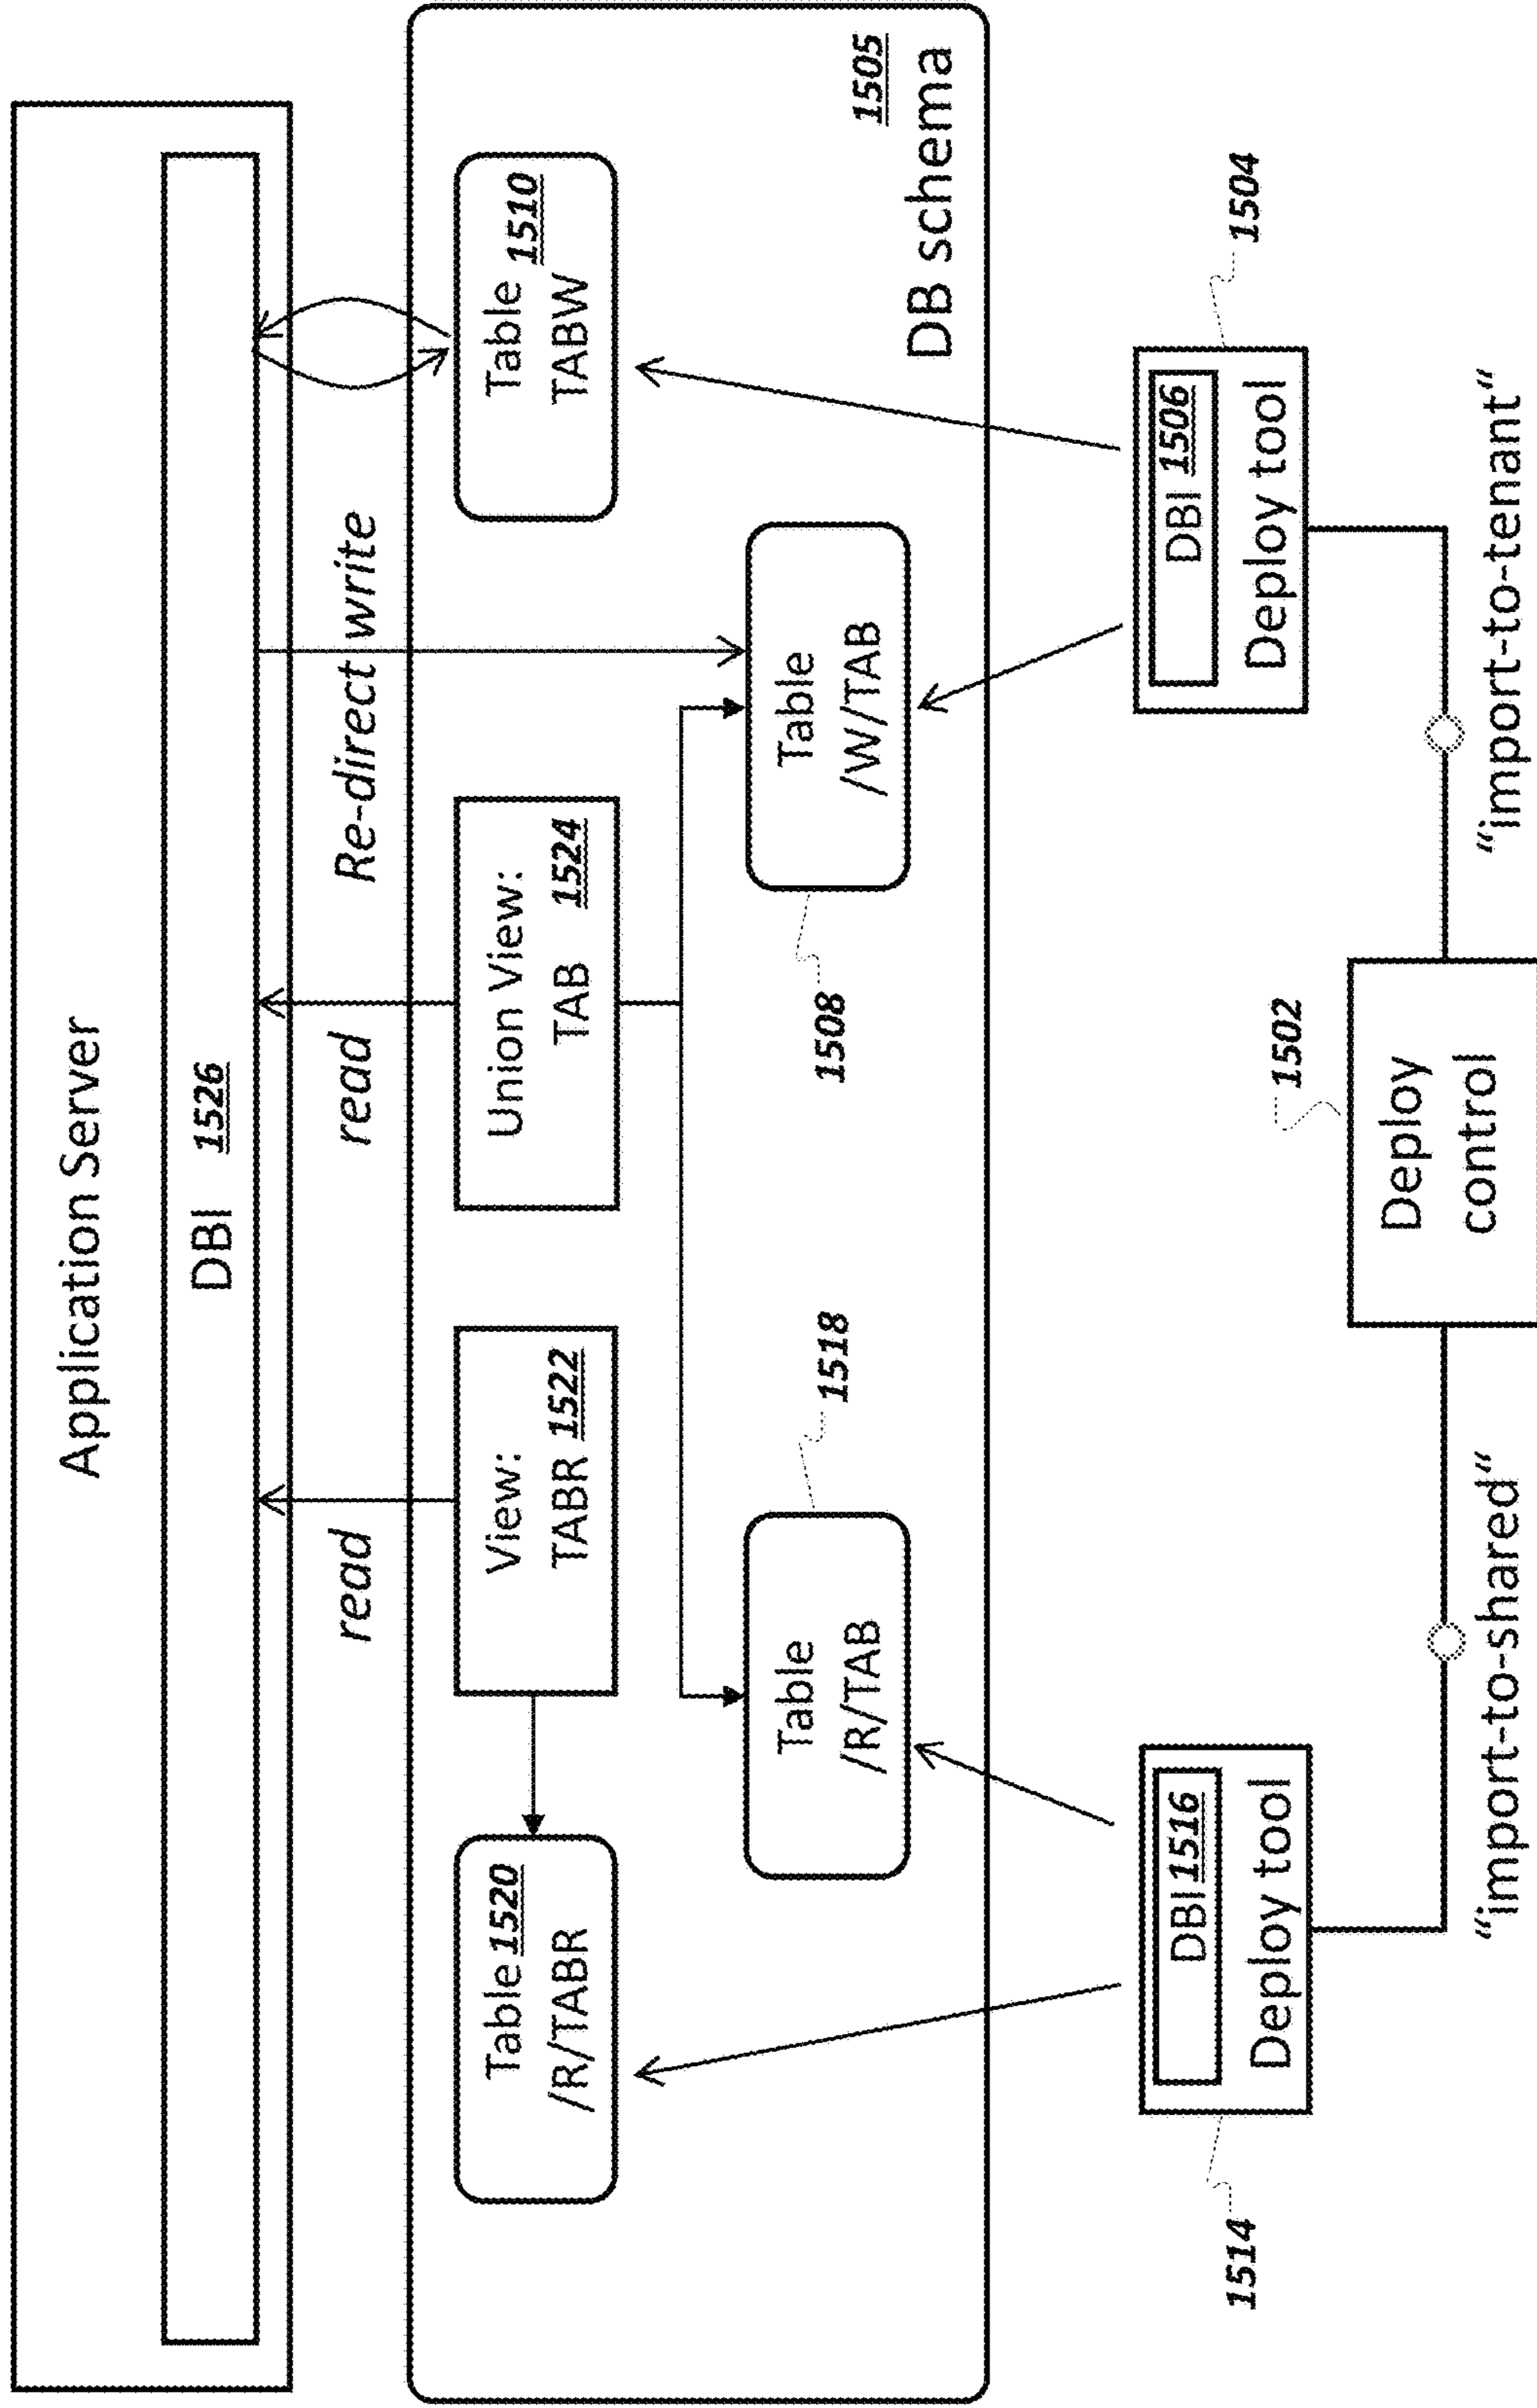 Application Server
DBI 1526
read
read
Re-direct write
Table 1520
/R/TABR
View:
TABR 1522
Union View:
TAB 1524
Table 1510
TABW
Table
/R/TAB
1518
1508
Table
/W/TAB
1505
DB schema
1514
DBI 1516
Deploy tool
DBI 1506
Deploy tool
1504
1502
Deploy
control
“import-to-shared“
“import-to-tenant“